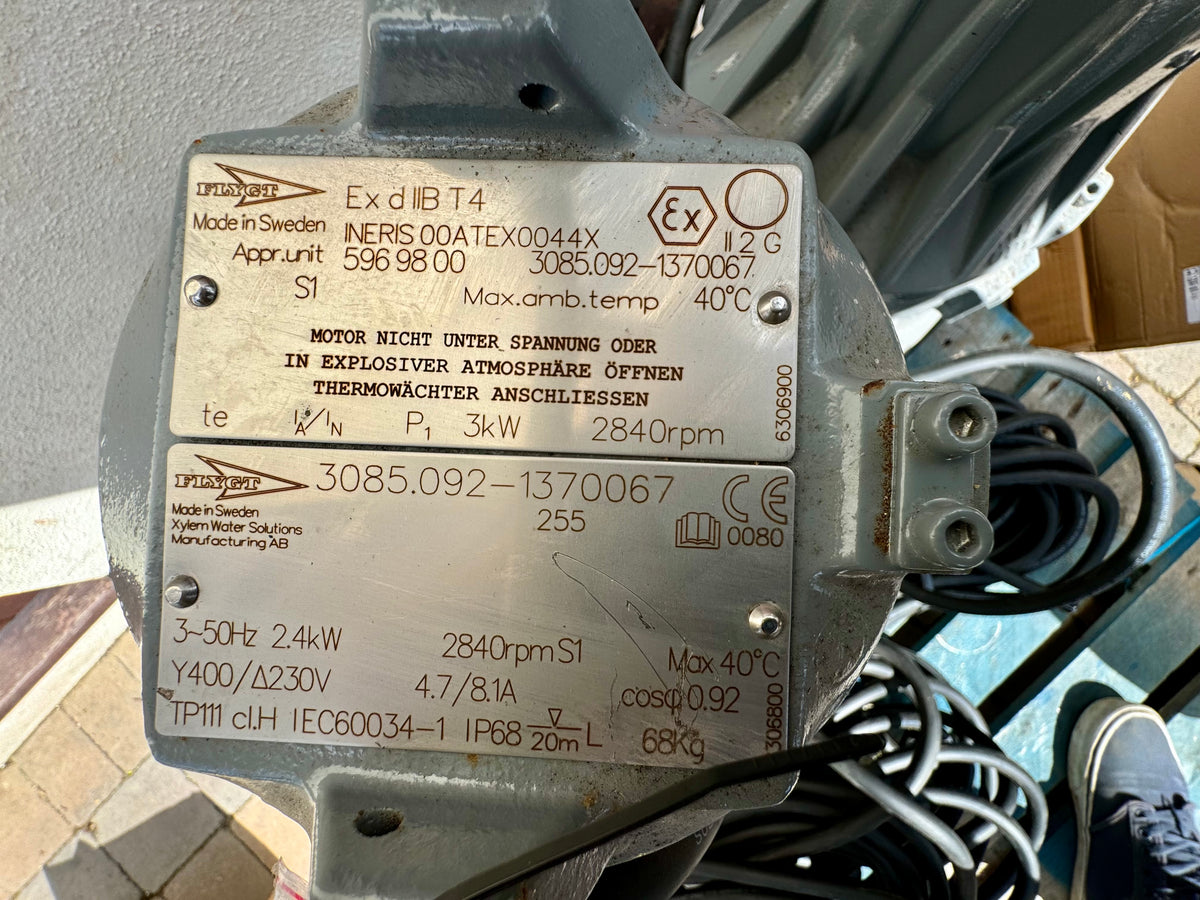 FLYGT Ex d IIB T4 Ex
Made in Sweden INERIS 00ATEX0044X II 2 G
Appr.unit 596 98 00 3085.092-1370067
S1 Max.amb.temp 40°C
MOTOR NICHT UNTER SPANNUNG ODER
IN EXPLOSIVER ATMOSPHÄRE ÖFFNEN
THERMOWÄCHTER ANSCHLIESSEN
te IA/IN P1 3kW 2840rpm
6306900
FLYGT 3085.092-1370067 CE
Made in Sweden 255
Xylem Water Solutions 0080
Manufacturing AB
3~50Hz 2.4kW 2840rpm S1 Max 40°C
Y400/Δ230V 4.7/8.1A cosφ 0.92
TP111 cl.H IEC60034-1 IP68 20m L 68Kg
306800